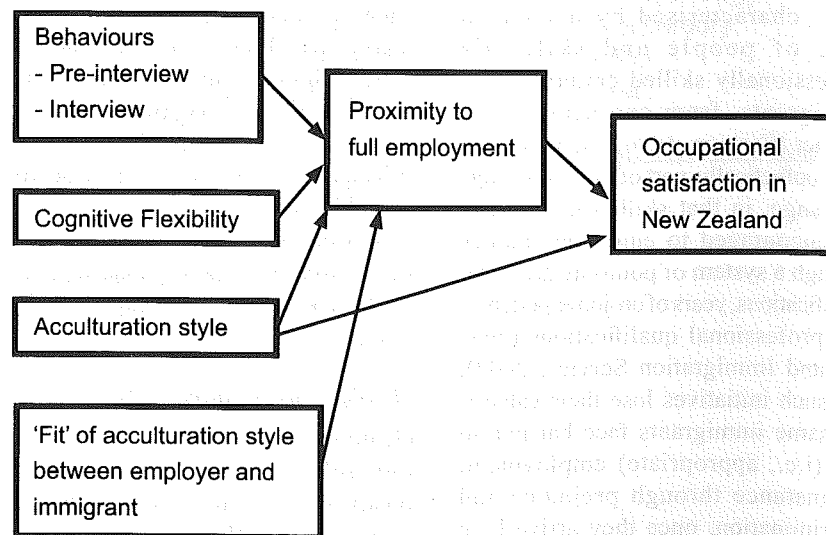 Behaviours
- Pre-interview
- Interview
Proximity to
full employment
Occupational
satisfaction in
New Zealand
Cognitive Flexibility
Acculturation style
'Fit' of acculturation style
between employer and
immigrant